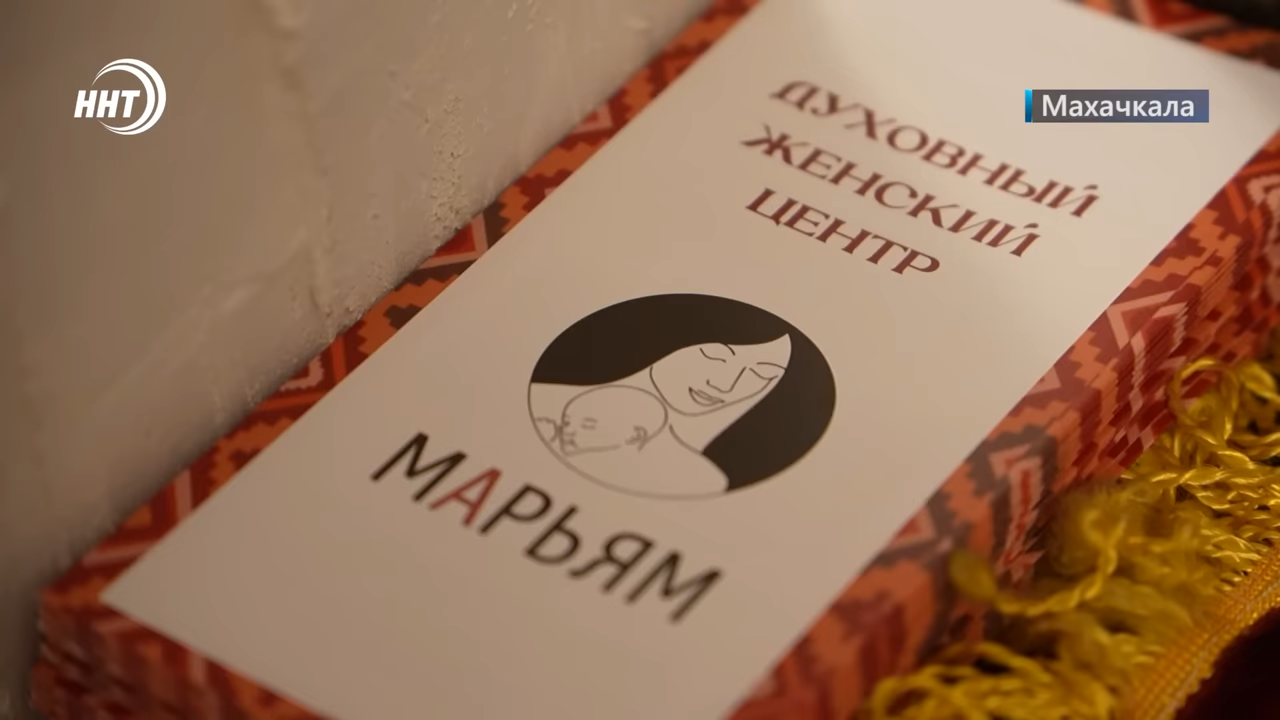 ННТ
Махачкала
ДУХОВНЫЙ
ЖЕНСКИЙ
ЦЕНТР
МАРЬЯМ